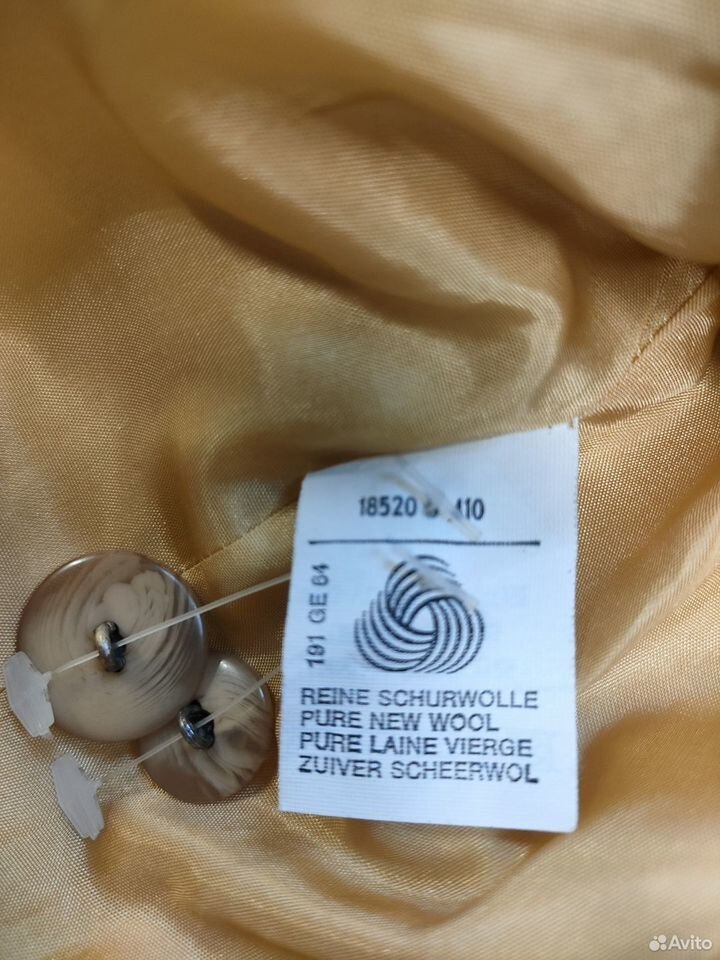 18520
191 GE 64
REINE SCHURWOLLE
PURE NEW WOOL
PURE LAINE VIERGE
ZUIVER SCHEERWOL
Avito